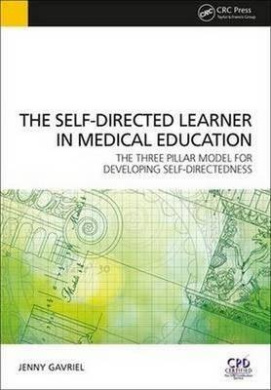 CRC Press
Taylor & Francis Group
THE SELF-DIRECTED LEARNER
IN MEDICAL EDUCATION
THE THREE PILLAR MODEL FOR
DEVELOPING SELF-DIRECTEDNESS
JENNY GAVRIEL
CPD
CERTIFIED